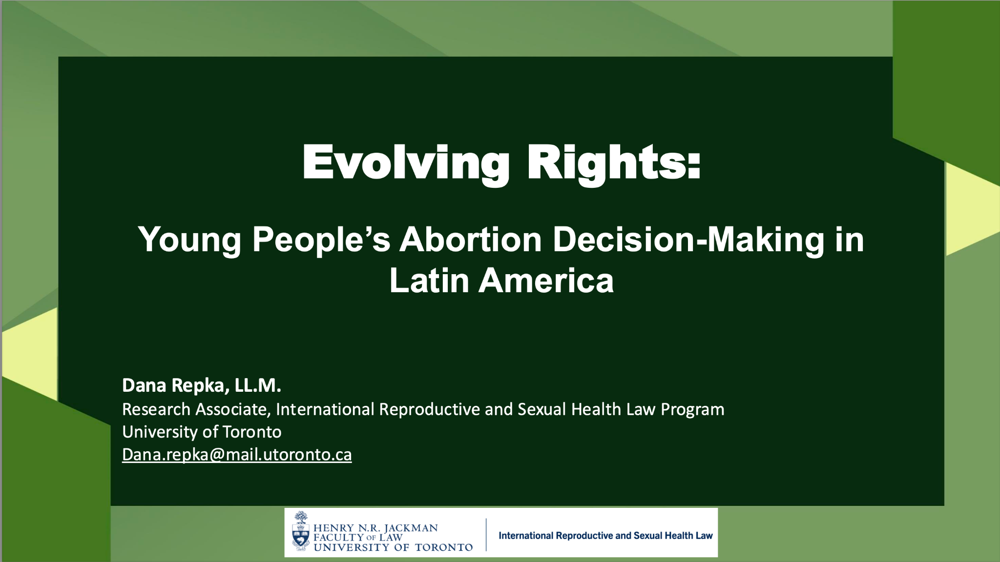 Evolving Rights:
Young People’s Abortion Decision-Making in
Latin America
Dana Repka, LL.M.
Research Associate, International Reproductive and Sexual Health Law Program
University of Toronto
Dana.repka@mail.utoronto.ca
HENRY N.R. JACKMAN
FACULTY OF LAW
UNIVERSITY OF TORONTO
International Reproductive and Sexual Health Law